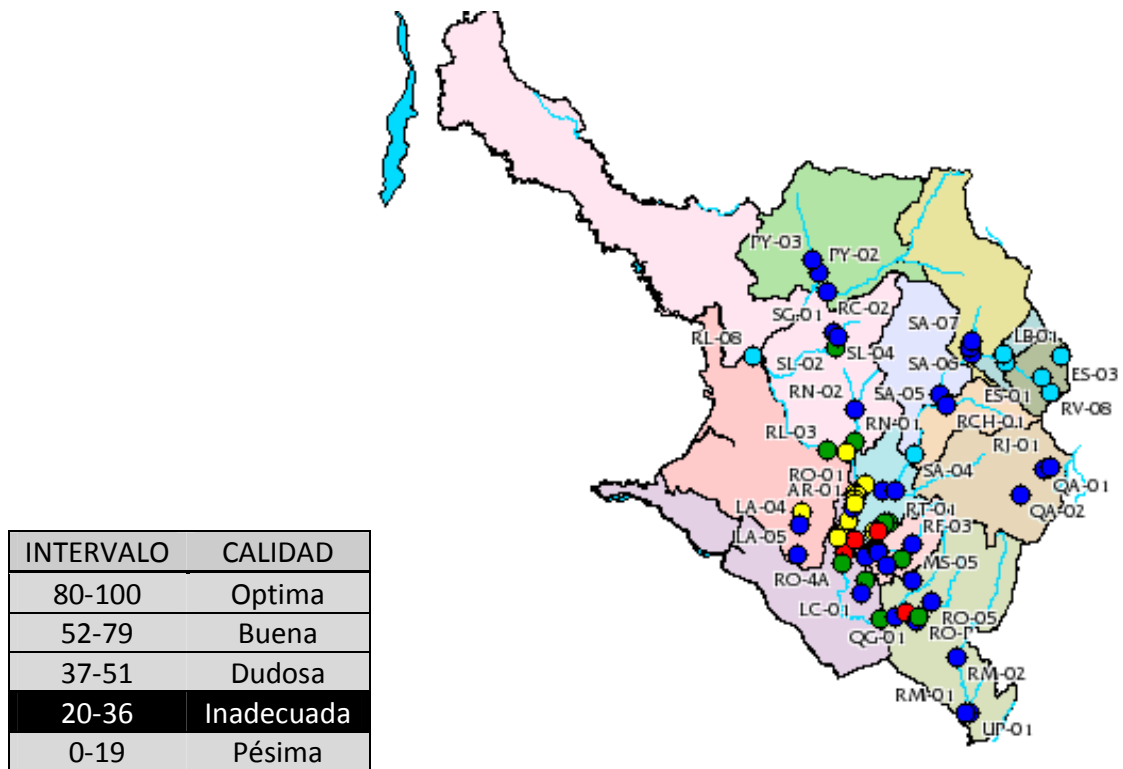 PY-03
PY-02
SG-01
RC-02
SA-07
LB-01
RL-08
SL-04
SL-02
SA-06
ES-03
RN-02
SA-05
ES-01
RV-08
RN-01
RCH-01
RL-03
RJ-01
RO-01
SA-04
QA-01
AR-01
LA-04
RT-01
QA-02
RF-03
LA-05
RO-4A
MS-05
LC-01
RO-05
QG-01
RO-P
RM-02
RM-01
UP-01
INTERVALO CALIDAD
80-100 Optima
52-79 Buena
37-51 Dudosa
20-36 Inadecuada
0-19 Pésima